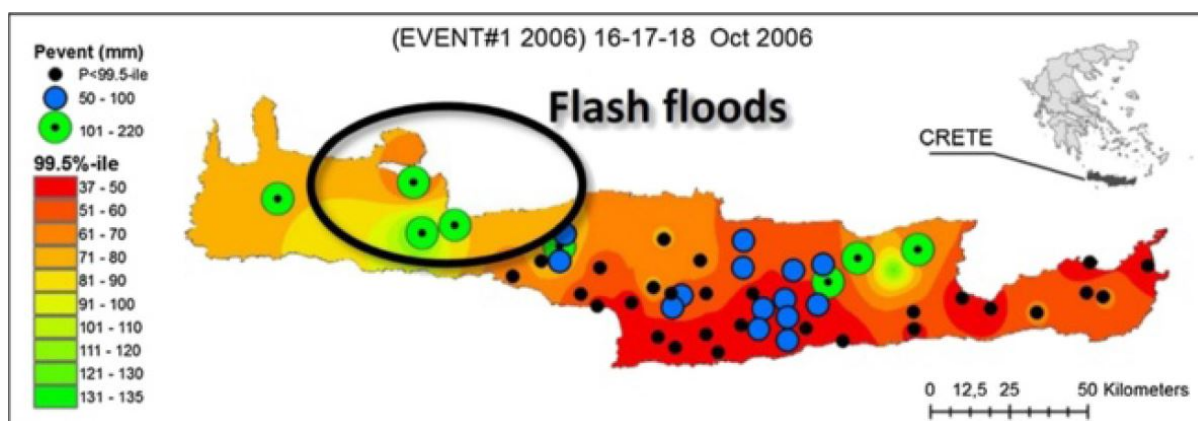 (EVENT#1 2006) 16-17-18 Oct 2006
Pevent (mm)
P<99.5-ile
50 - 100
101 - 220
99.5%-ile
37 - 50
51 - 60
61 - 70
71 - 80
81 - 90
91 - 100
101 - 110
111 - 120
121 - 130
131 - 135
Flash floods
CRETE
0 12,5 25 50 Kilometers